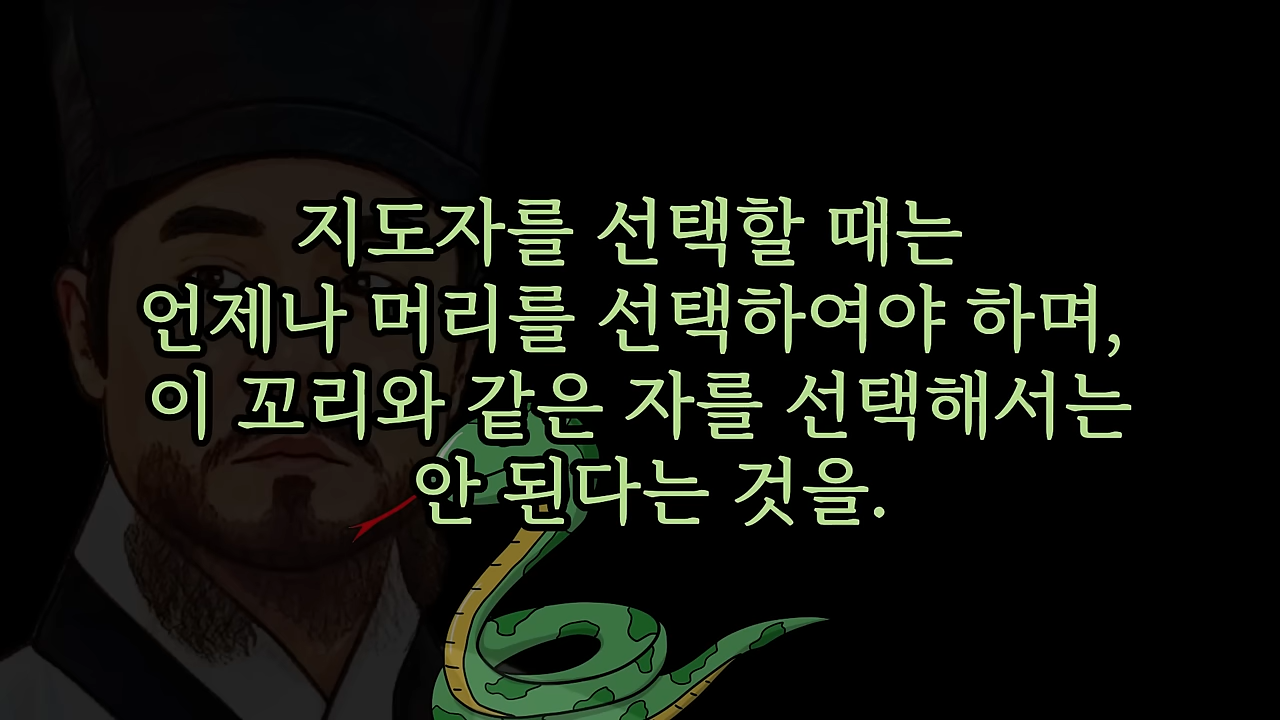 지도자를 선택할 때는
언제나 머리를 선택하여야 하며,
이 꼬리와 같은 자를 선택해서는
안 된다는 것을.